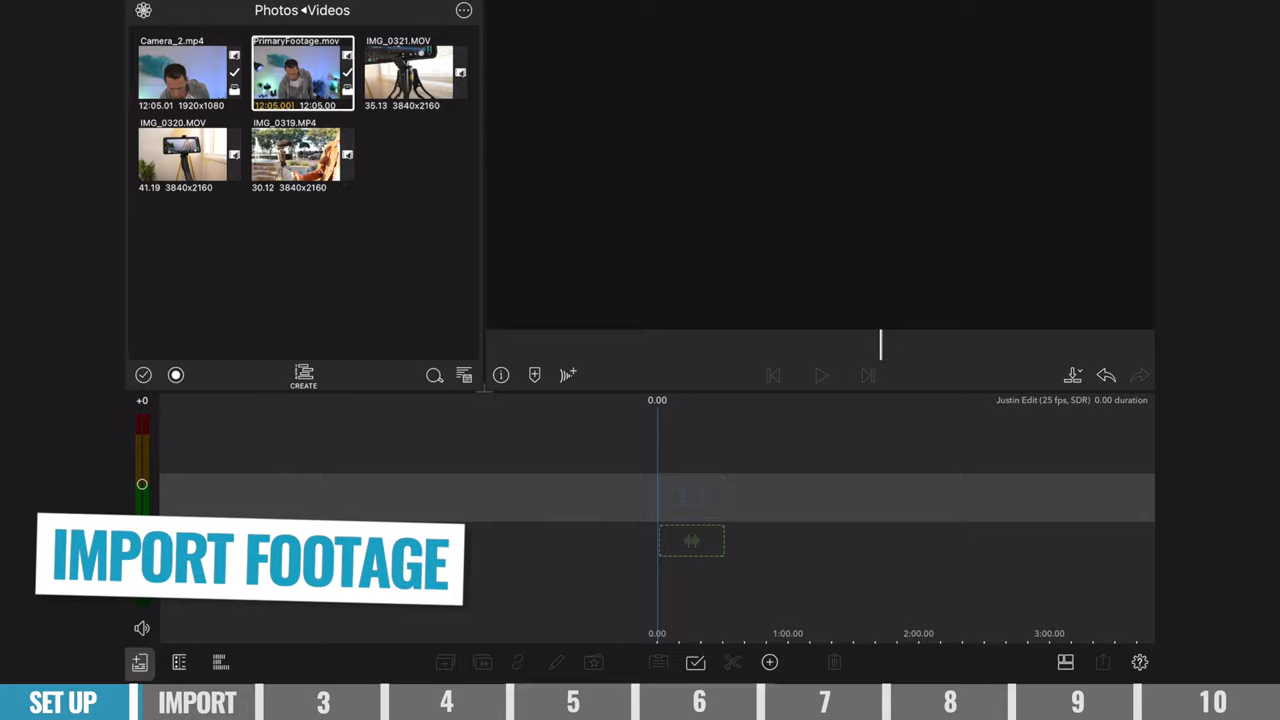 Photos◂Videos
Camera_2.mp4
PrimaryFootage.mov
IMG_0321.MOV
12:05.01 1920x1080
12:05.00] 12:05.00
35.13 3840x2160
IMG_0320.MOV
IMG_0319.MP4
41.19 3840x2160
30.12 3840x2160
CREATE
+0
0.00
Justin Edit (25 fps, SDR) 0.00 duration
IMPORT FOOTAGE
0.00
1:00.00
2:00.00
3:00.00
SET UP
IMPORT
3
4
5
6
7
8
9
10